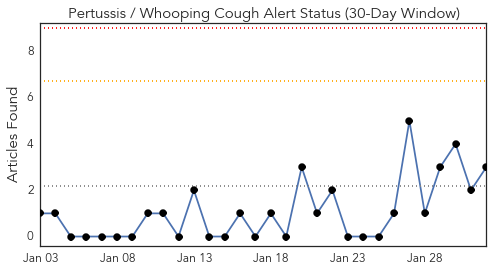 Pertussis / Whooping Cough Alert Status (30-Day Window)
Articles Found
8
6
4
2
0
Jan 03 Jan 08 Jan 13 Jan 18 Jan 23 Jan 28